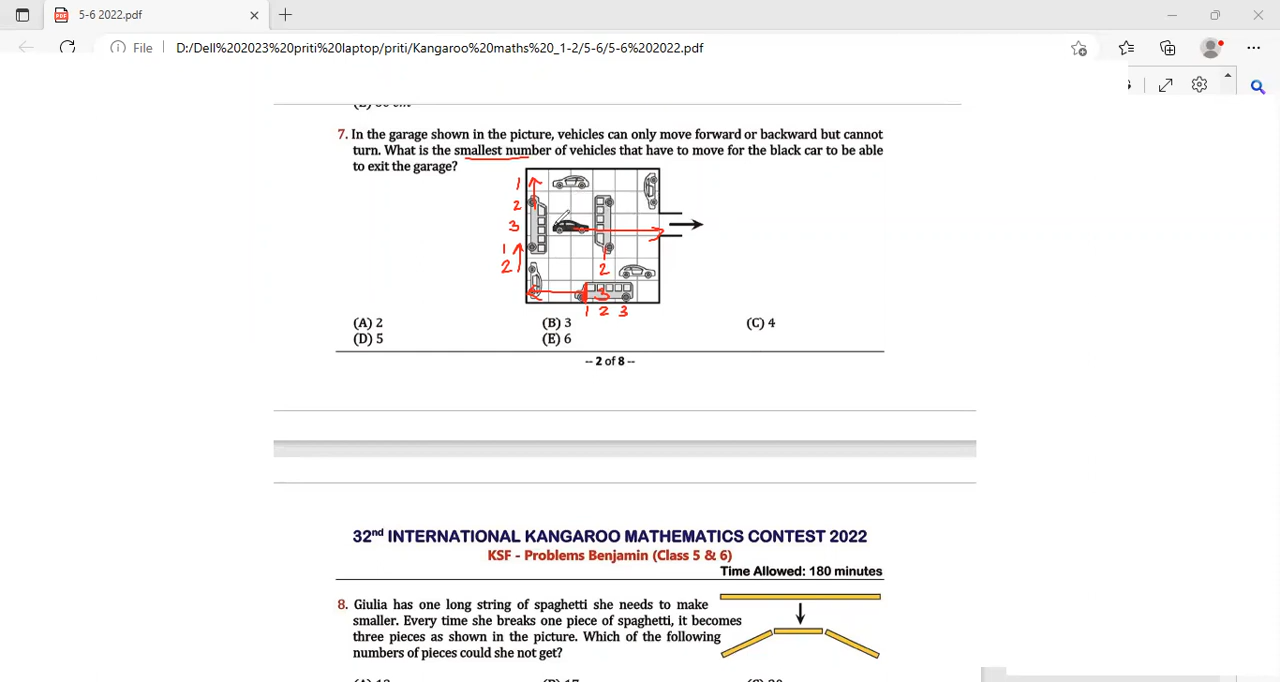 5-6 2022.pdf
File
D:/Dell%202023%20priti%20laptop/priti/Kangaroo%20maths%20_1-2/5-6/5-6%202022.pdf
7. In the garage shown in the picture, vehicles can only move forward or backward but cannot
turn. What is the smallest number of vehicles that have to move for the black car to be able
to exit the garage?
1
2
3
1
2
2
3
1 2 3
(A) 2 (B) 3 (C) 4
(D) 5 (E) 6
-- 2 of 8 --
32nd INTERNATIONAL KANGAROO MATHEMATICS CONTEST 2022
KSF - Problems Benjamin (Class 5 & 6)
Time Allowed: 180 minutes
8. Giulia has one long string of spaghetti she needs to make
smaller. Every time she breaks one piece of spaghetti, it becomes
three pieces as shown in the picture. Which of the following
numbers of pieces could she not get?